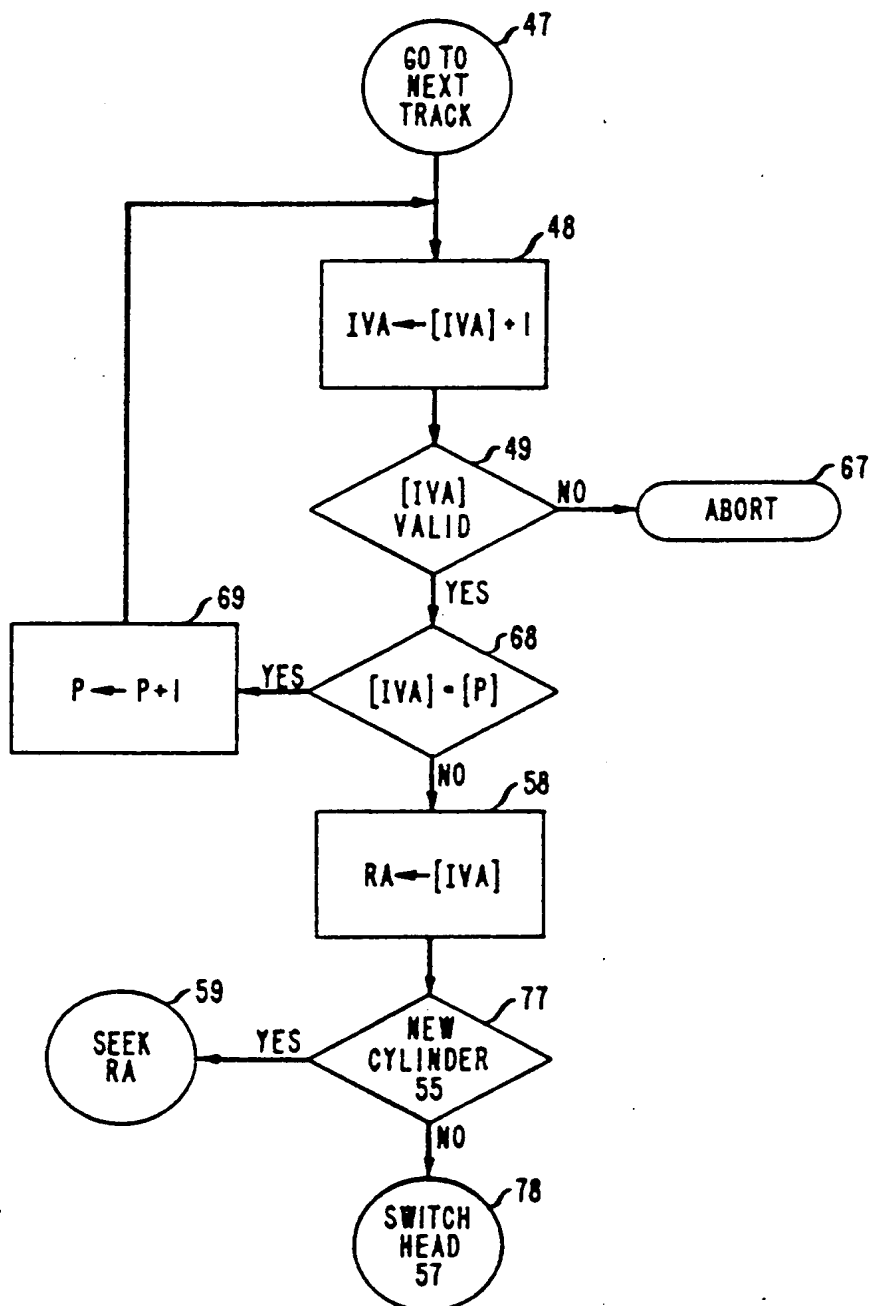 47
GO TO
NEXT
TRACK
48
IVA←[IVA]+1
49
[IVA]
VALID
NO
67
ABORT
YES
69
P←P+1
YES
68
[IVA]=[P]
NO
58
RA←[IVA]
59
SEEK
RA
YES
77
NEW
CYLINDER
55
NO
78
SWITCH
HEAD
57